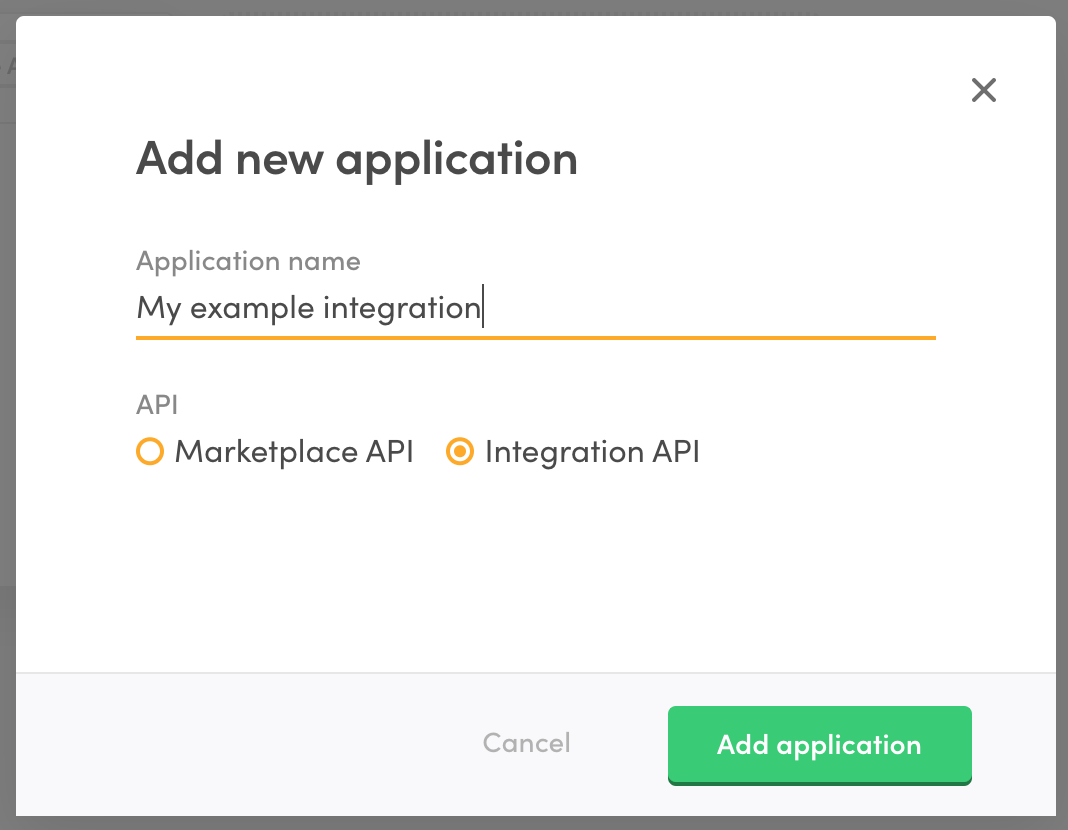 Add new application
Application name
My example integration
API
Marketplace API Integration API
Cancel Add application